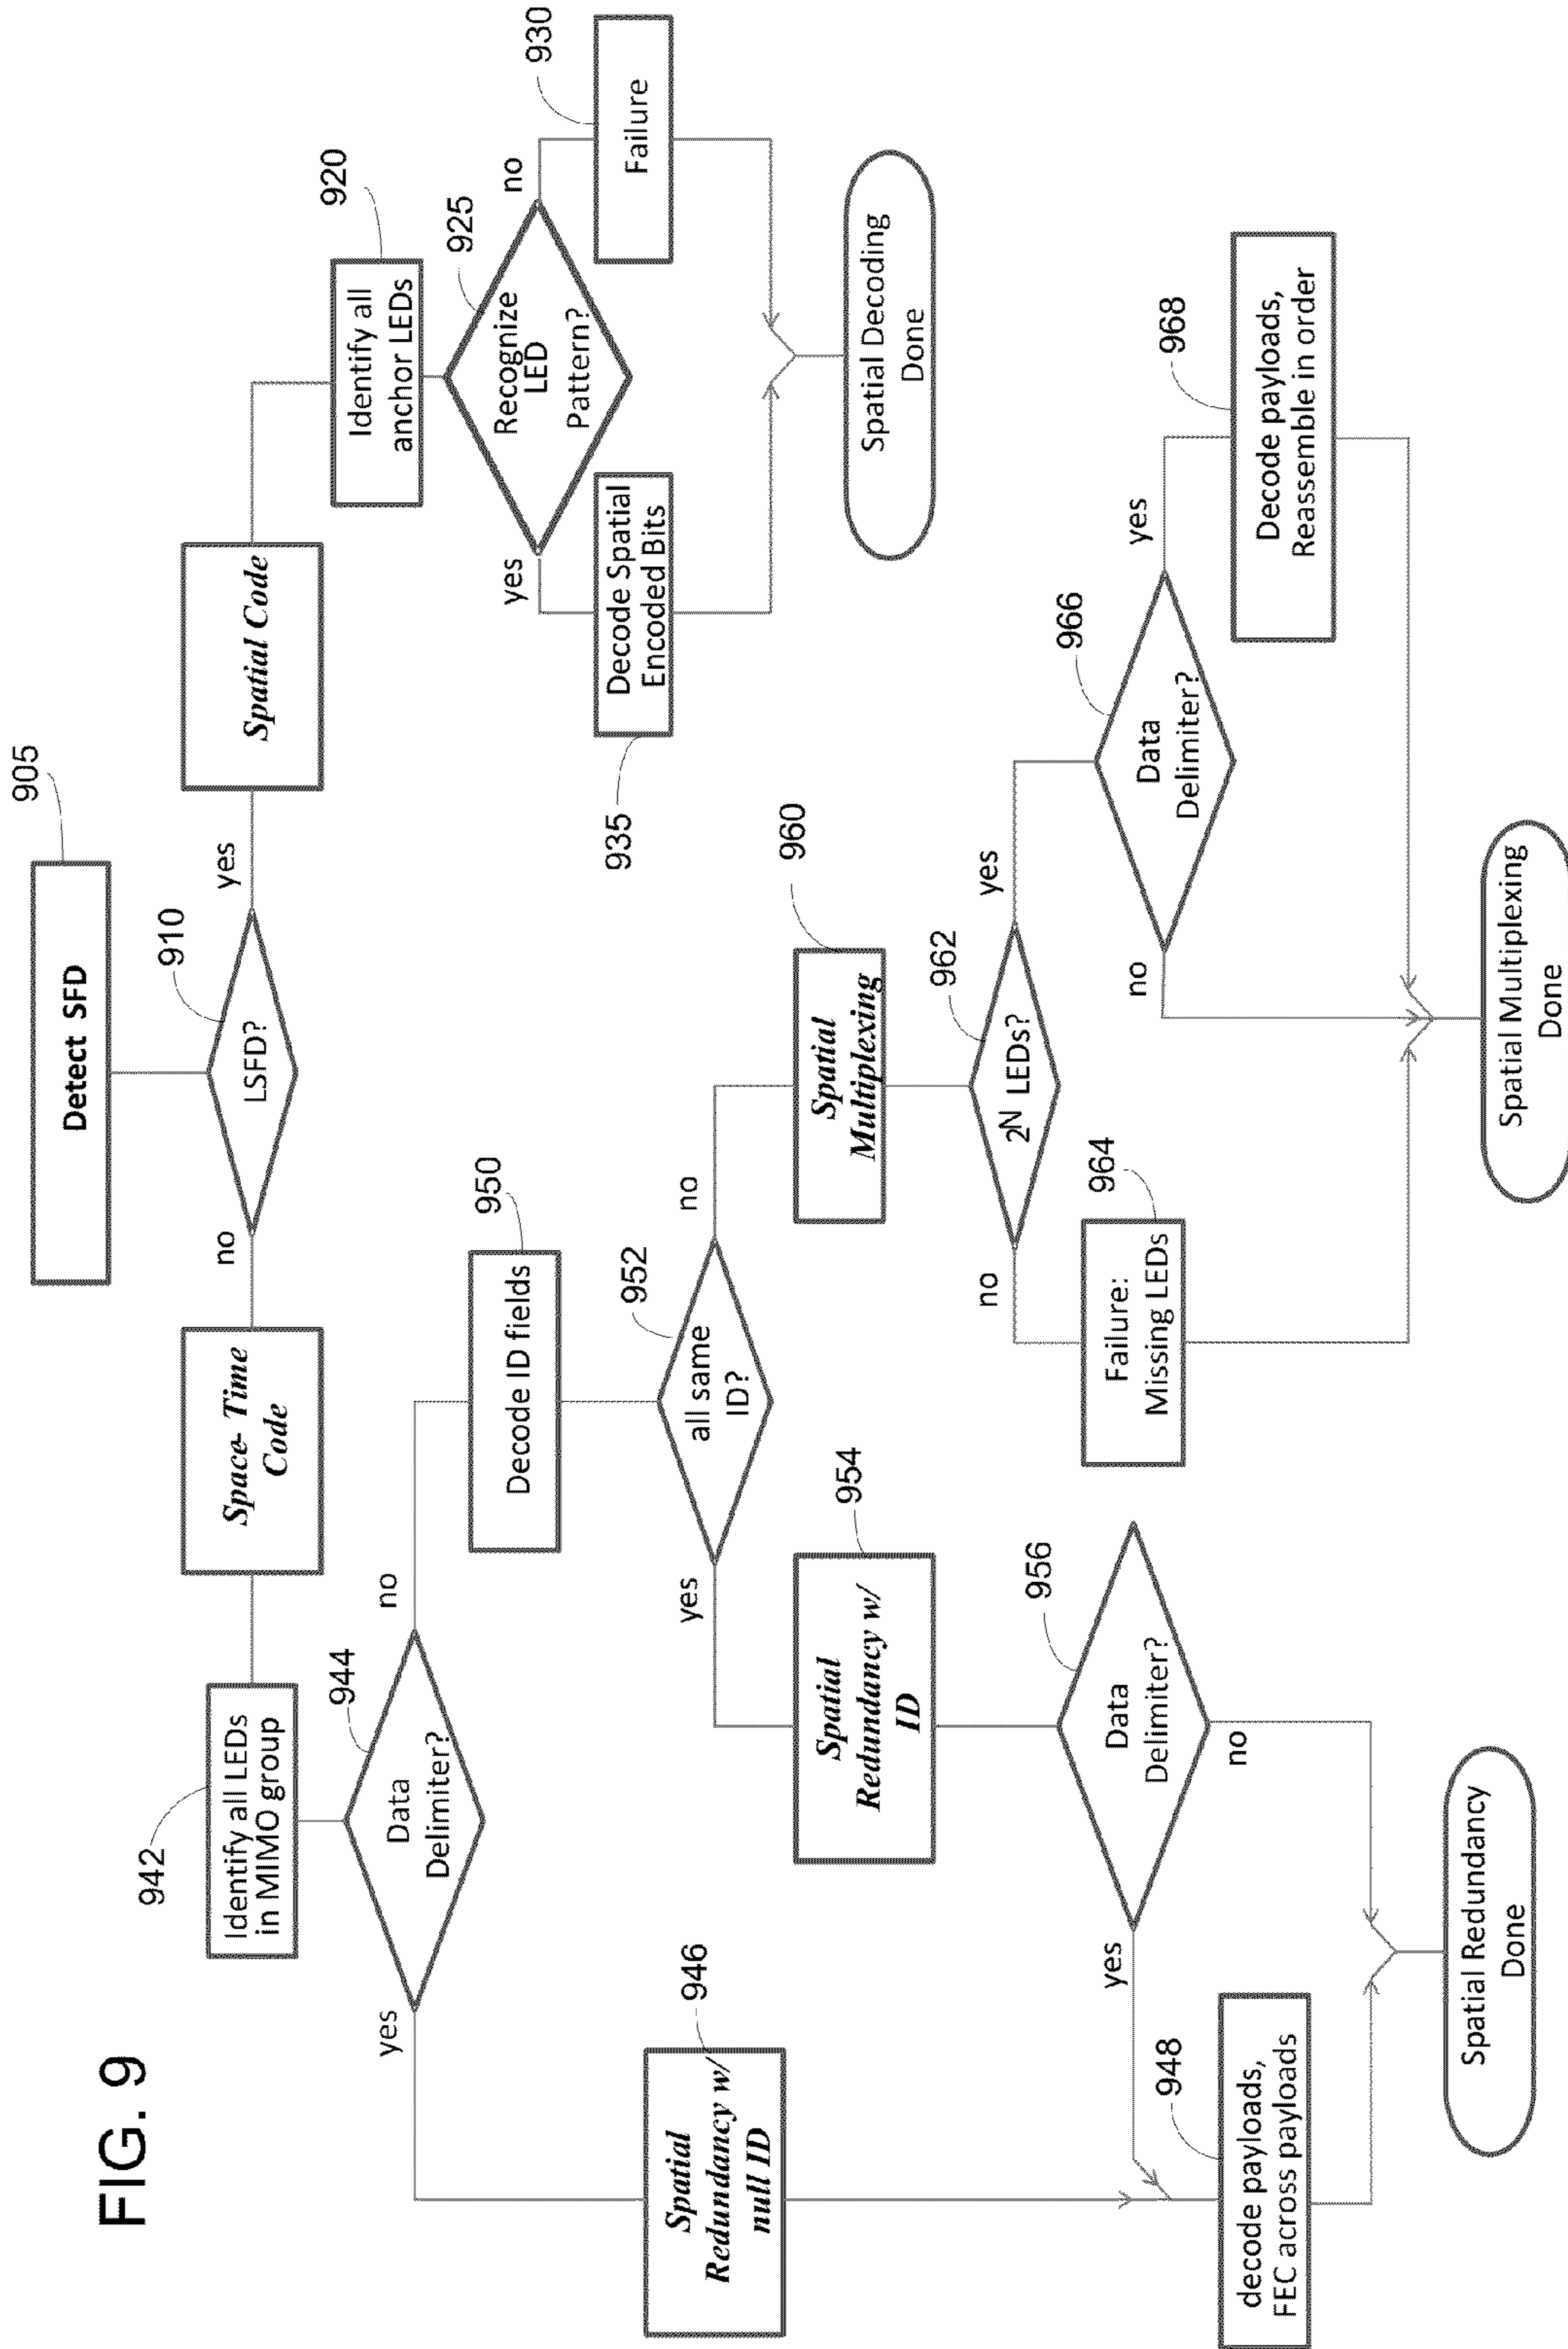 FIG. 9
905
Detect SFD
910
LSFD?
no
yes
Space-Time
Code
Spatial Code
942
Identify all LEDs
in MIMO group
920
Identify all
anchor LEDs
944
Data
Delimiter?
yes
no
925
Recognize
LED
Pattern?
yes
no
950
Decode ID fields
935
Decode Spatial
Encoded Bits
930
Failure
952
all same
ID?
yes
no
946
Spatial
Redundancy w/
null ID
954
Spatial
Redundancy w/
ID
960
Spatial
Multiplexing
Spatial Decoding
Done
962
2N LEDs?
no
yes
956
Data
Delimiter?
yes
no
964
Failure:
Missing LEDs
966
Data
Delimiter?
no
yes
948
decode payloads,
FEC across payloads
968
Decode payloads,
Reassemble in order
Spatial Redundancy
Done
Spatial Multiplexing
Done